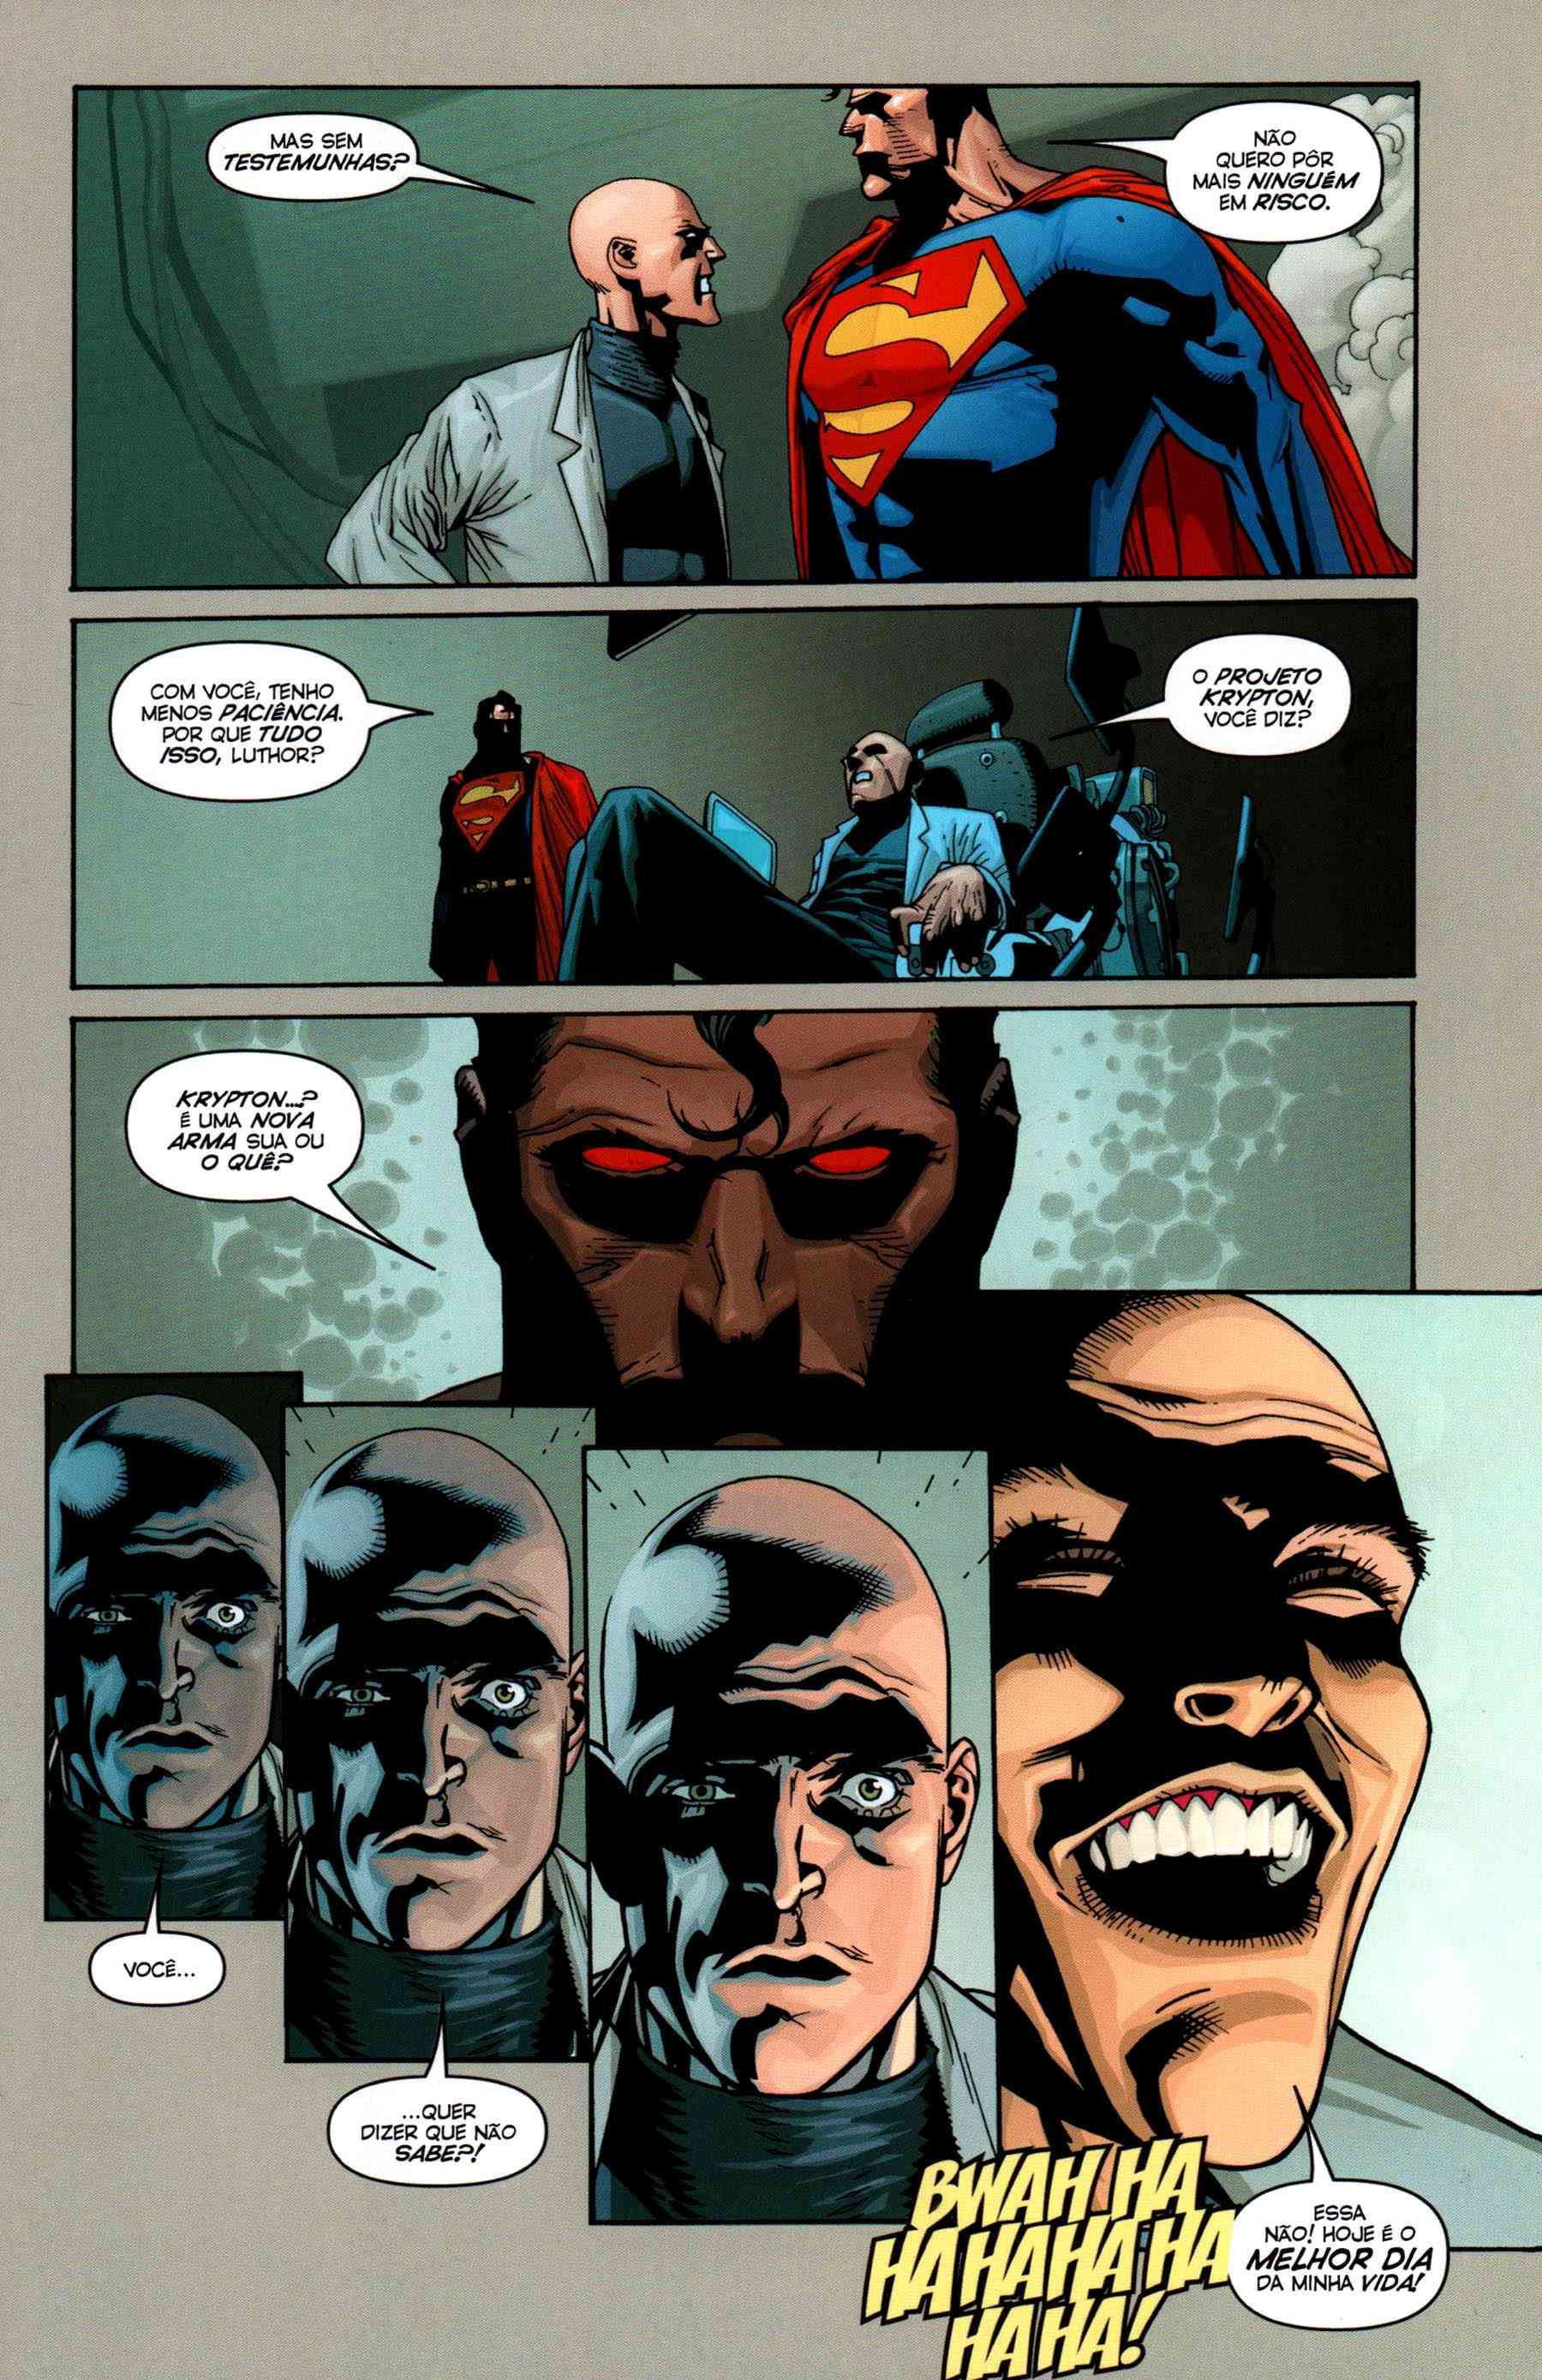 MAS SEM
TESTEMUNHAS?
NÃO
QUERO PÔR
MAIS NINGUÉM
EM RISCO.
COM VOCÊ, TENHO
MENOS PACIÊNCIA.
POR QUE TUDO
ISSO, LUTHOR?
O PROJETO
KRYPTON,
VOCÊ DIZ?
KRYPTON...?
É UMA NOVA
ARMA SUA OU
O QUÊ?
VOCÊ...
...QUER
DIZER QUE NÃO
SABE?!
BWAH HA
HA HA HA HA
HA HA!
ESSA
NÃO! HOJE É O
MELHOR DIA
DA MINHA VIDA!